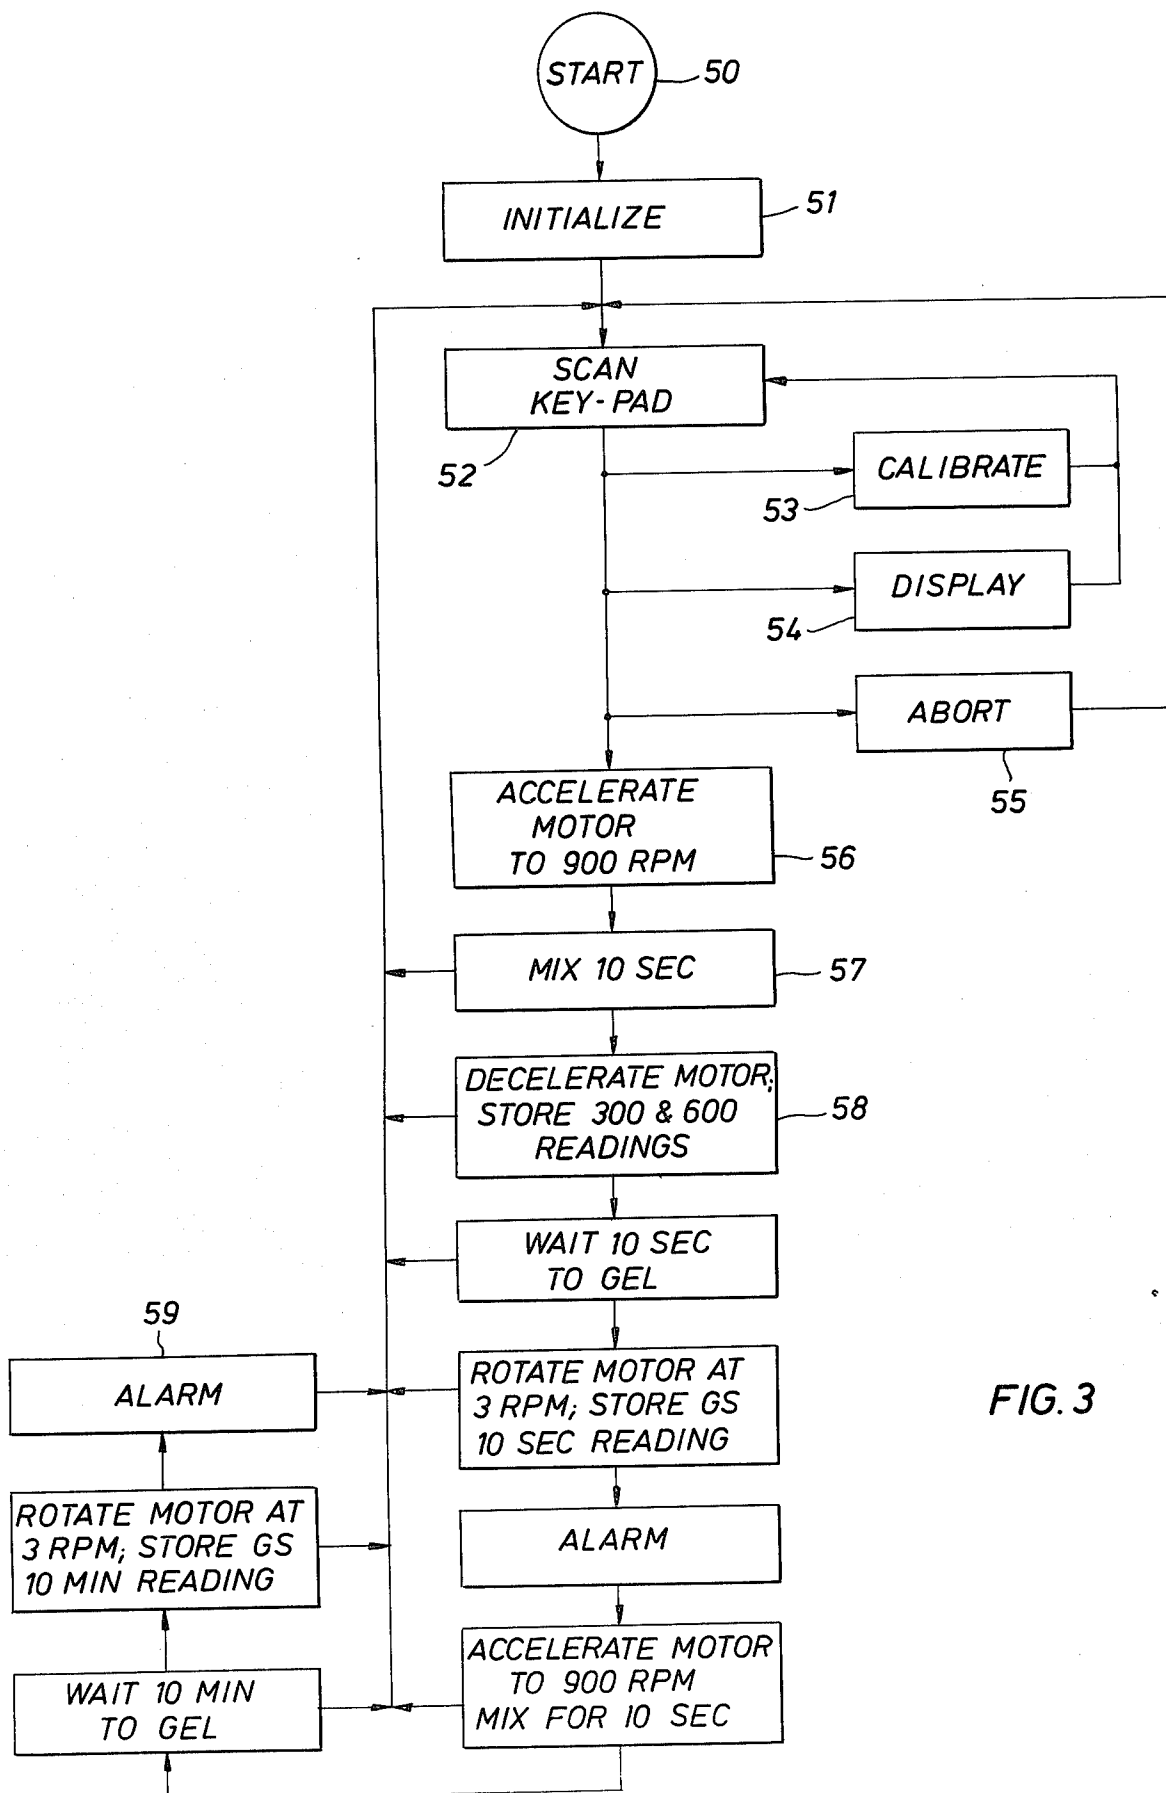 START
50
INITIALIZE
51
SCAN
KEY-PAD
52
CALIBRATE
53
DISPLAY
54
ABORT
55
ACCELERATE
MOTOR
TO 900 RPM
56
MIX 10 SEC
57
DECELERATE MOTOR;
STORE 300 & 600
READINGS
58
WAIT 10 SEC
TO GEL
59
ALARM
ROTATE MOTOR AT
3 RPM; STORE GS
10 SEC READING
FIG. 3
ROTATE MOTOR AT
3 RPM; STORE GS
10 MIN READING
ALARM
WAIT 10 MIN
TO GEL
ACCELERATE MOTOR
TO 900 RPM
MIX FOR 10 SEC